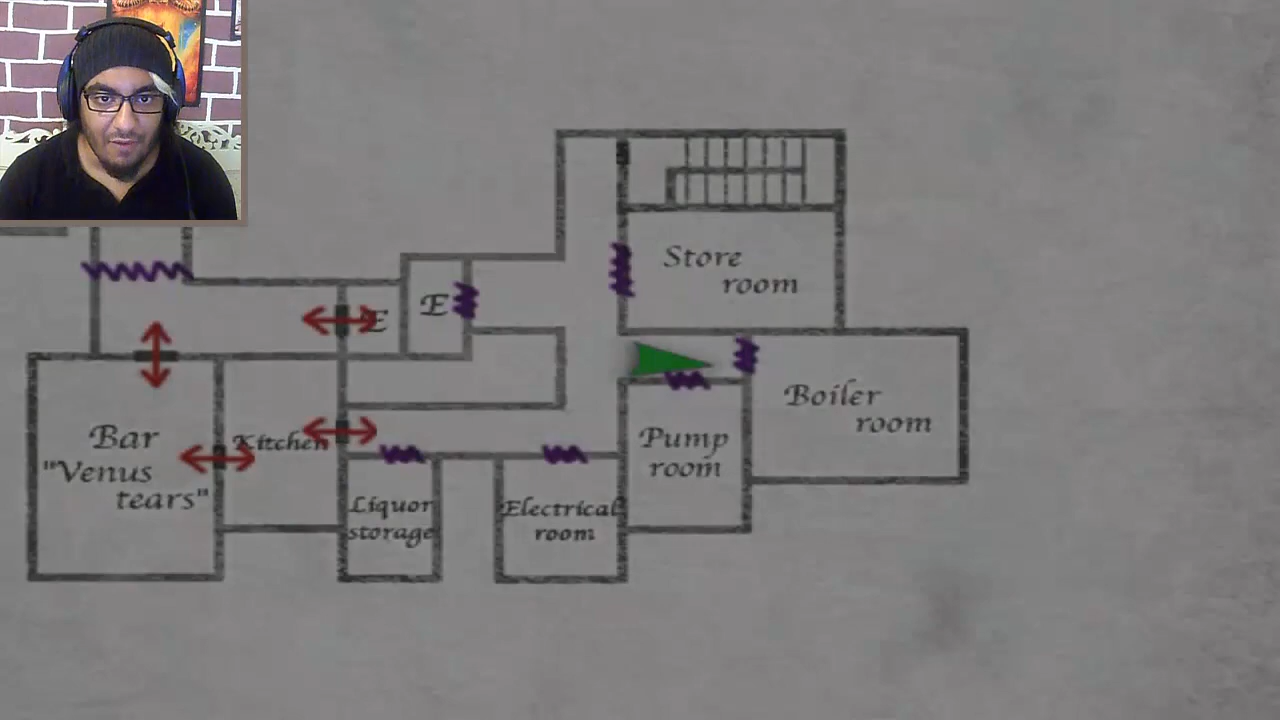 Store
room
E
E
Boiler
room
Bar
"Venus
tears"
Kitchen
Pump
room
Liquor
storage
Electrical
room